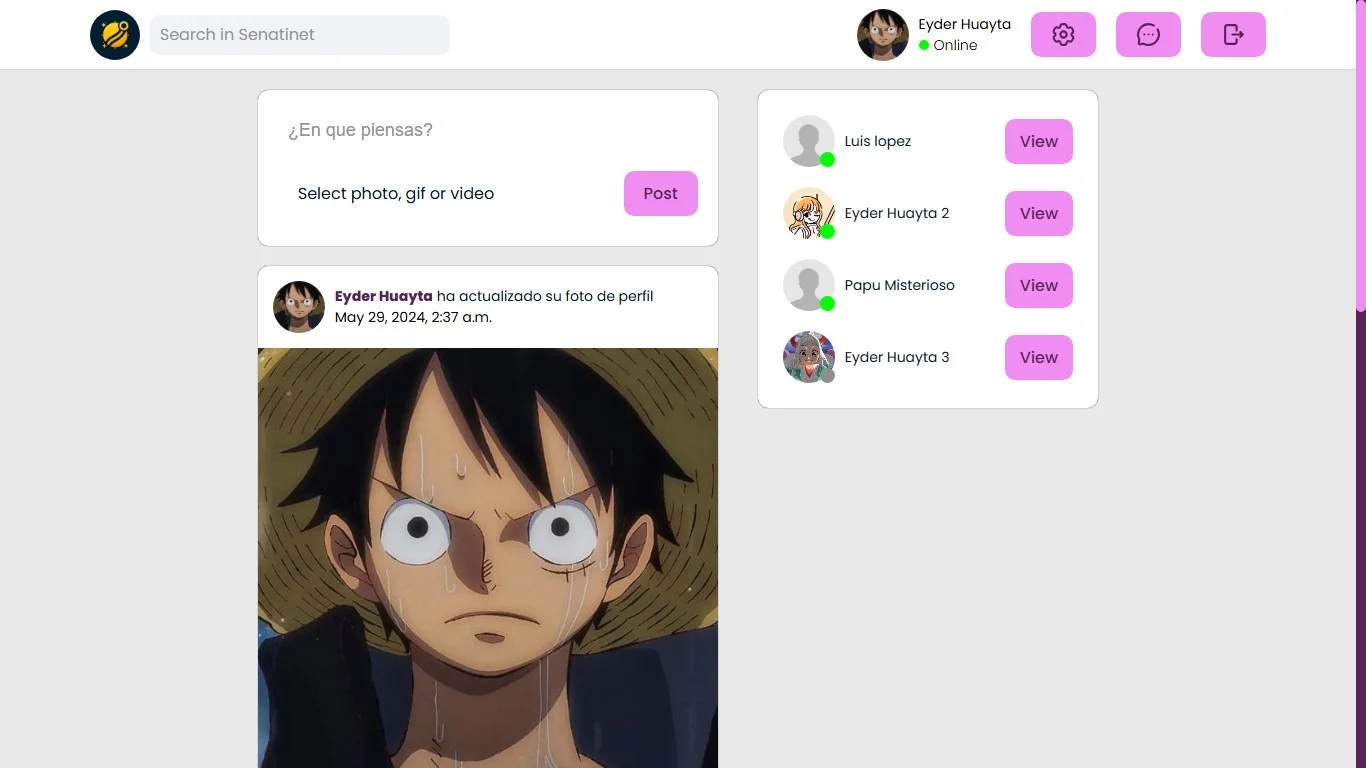 Search in Senatinet
Eyder Huayta
Online
¿En que piensas?
Select photo, gif or video
Post
Eyder Huayta ha actualizado su foto de perfil
May 29, 2024, 2:37 a.m.
Luis lopez
View
Eyder Huayta 2
View
Papu Misterioso
View
Eyder Huayta 3
View